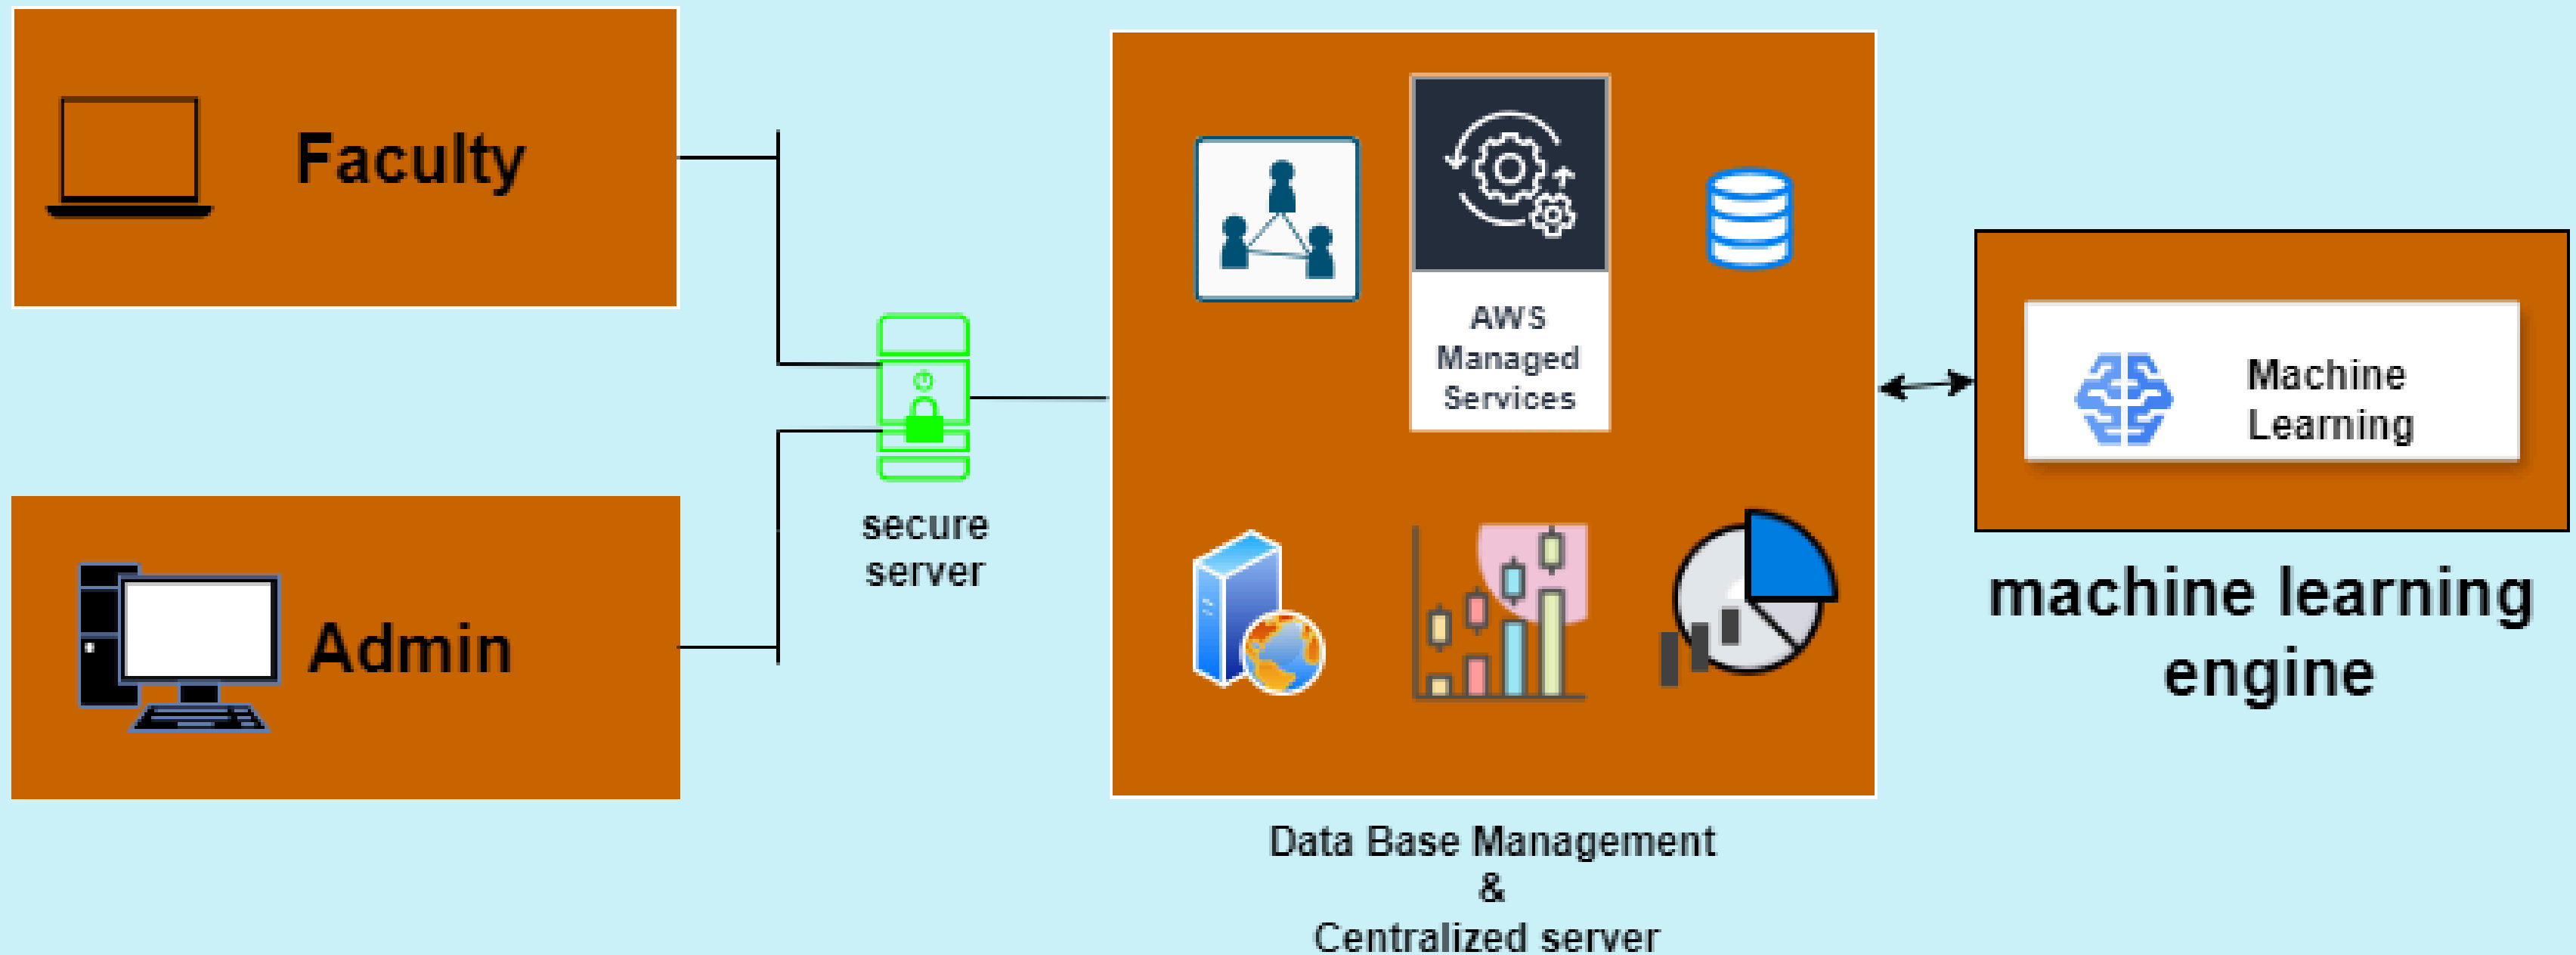 Faculty
Admin
secure
server
AWS
Managed
Services
Data Base Management
&
Centralized server
Machine
Learning
machine learning
engine